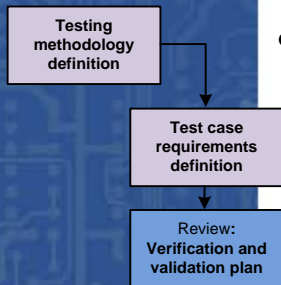 Testing
methodology
definition
Test case
requirements
definition
Review:
Verification and
validation plan